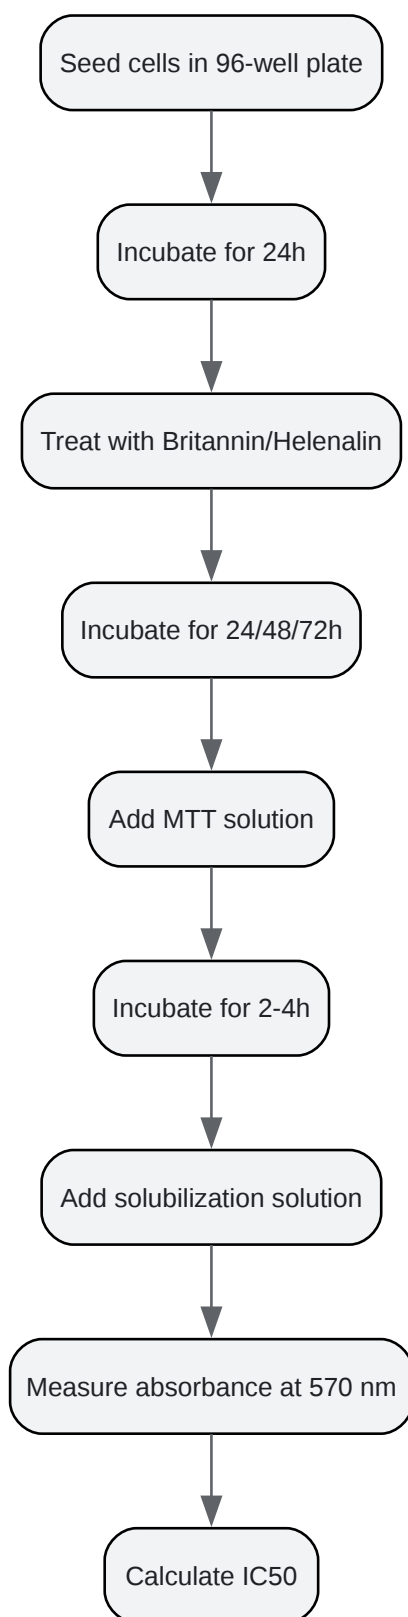 Seed cells in 96-well plate
Incubate for 24h
Treat with Britannin/Helenalin
Incubate for 24/48/72h
Add MTT solution
Incubate for 2-4h
Add solubilization solution
Measure absorbance at 570 nm
Calculate IC50